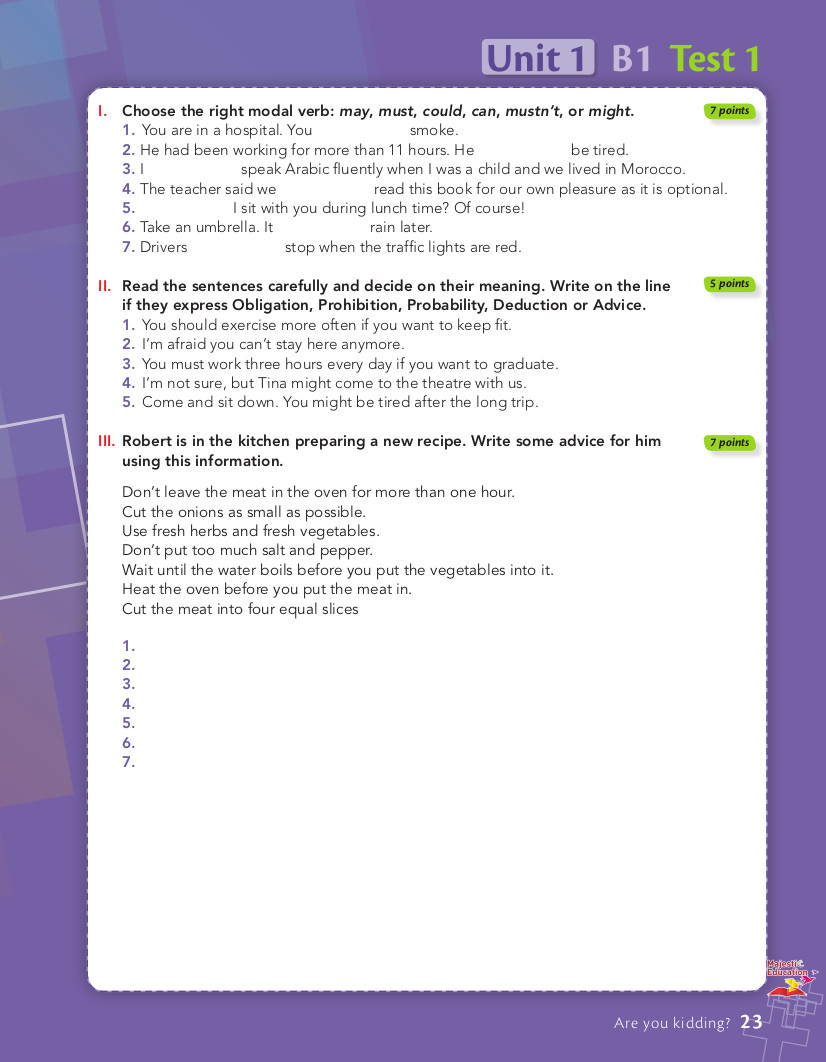 Unit 1 B1 Test 1
I. Choose the right modal verb: may, must, could, can, mustn't, or might.
7 points
1. You are in a hospital. You smoke.
2. He had been working for more than 11 hours. He be tired.
3. I speak Arabic fluently when I was a child and we lived in Morocco.
4. The teacher said we read this book for our own pleasure as it is optional.
5. I sit with you during lunch time? Of course!
6. Take an umbrella. It rain later.
7. Drivers stop when the traffic lights are red.
II. Read the sentences carefully and decide on their meaning. Write on the line
5 points
if they express Obligation, Prohibition, Probability, Deduction or Advice.
1. You should exercise more often if you want to keep fit.
2. I'm afraid you can't stay here anymore.
3. You must work three hours every day if you want to graduate.
4. I'm not sure, but Tina might come to the theatre with us.
5. Come and sit down. You might be tired after the long trip.
III. Robert is in the kitchen preparing a new recipe. Write some advice for him
7 points
using this information.
Don't leave the meat in the oven for more than one hour.
Cut the onions as small as possible.
Use fresh herbs and fresh vegetables.
Don't put too much salt and pepper.
Wait until the water boils before you put the vegetables into it.
Heat the oven before you put the meat in.
Cut the meat into four equal slices
1.
2.
3.
4.
5.
6.
7.
Majestic
Education
Are you kidding? 23